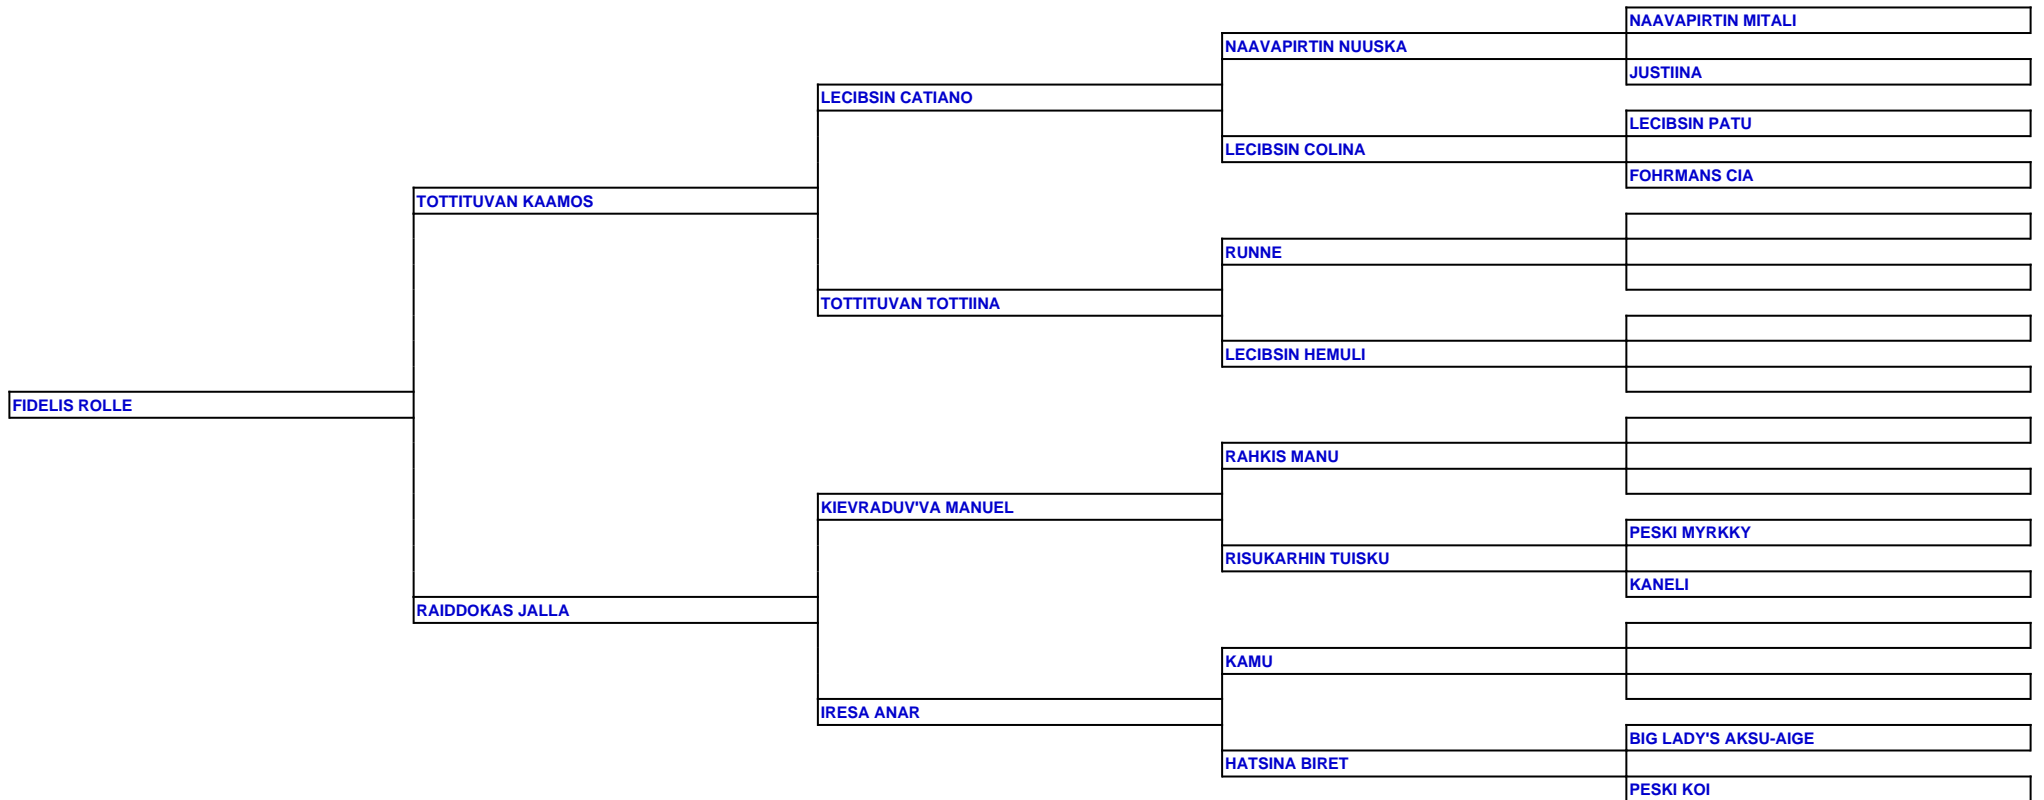 NAAVAPIRTIN MITALI
NAAVAPIRTIN NUUSKA
JUSTIINA
LECIBSIN CATIANO
LECIBSIN PATU
LECIBSIN COLINA
FOHRMANS CIA
TOTTITUVAN KAAMOS
RUNNE
TOTTITUVAN TOTTIINA
LECIBSIN HEMULI
FIDELIS ROLLE
RAHKIS MANU
KIEVRADUV'VA MANUEL
PESKI MYRKKY
RISUKARHIN TUISKU
KANELI
RAIDDOKAS JALLA
KAMU
IRESA ANAR
BIG LADY'S AKSU-AIGE
HATSINA BIRET
PESKI KOI